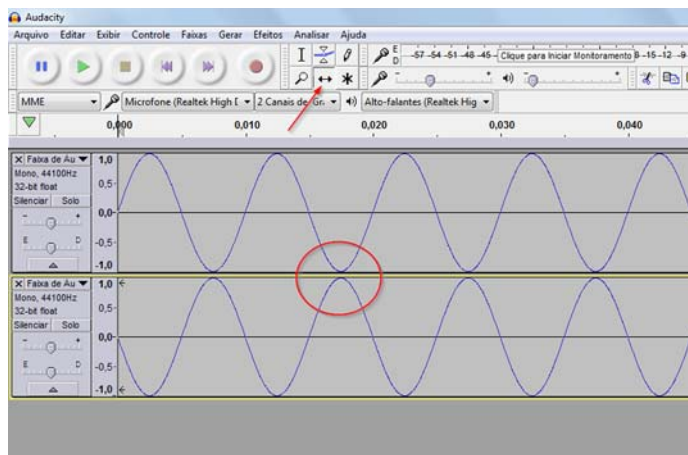 Audacity
Arquivo Editar Exibir Controle Faixas Gerar Efeitos Analisar Ajuda
E D -57 -54 -51 -48 -45 - Clique para Iniciar Monitoramento -15 -12 -9
MME Microfone (Realtek High 2 Canais de Alto-falantes (Realtek Hig
0,000 0,010 0,020 0,030 0,040
X Faixa de Áu 1,0
Mono, 44100Hz
32-bit float 0,5
Silenciar Solo
- + 0,0
E D -0,5
-1,0
X Faixa de Áu 1,0
Mono, 44100Hz
32-bit float 0,5
Silenciar Solo
- + 0,0
E D -0,5
-1,0